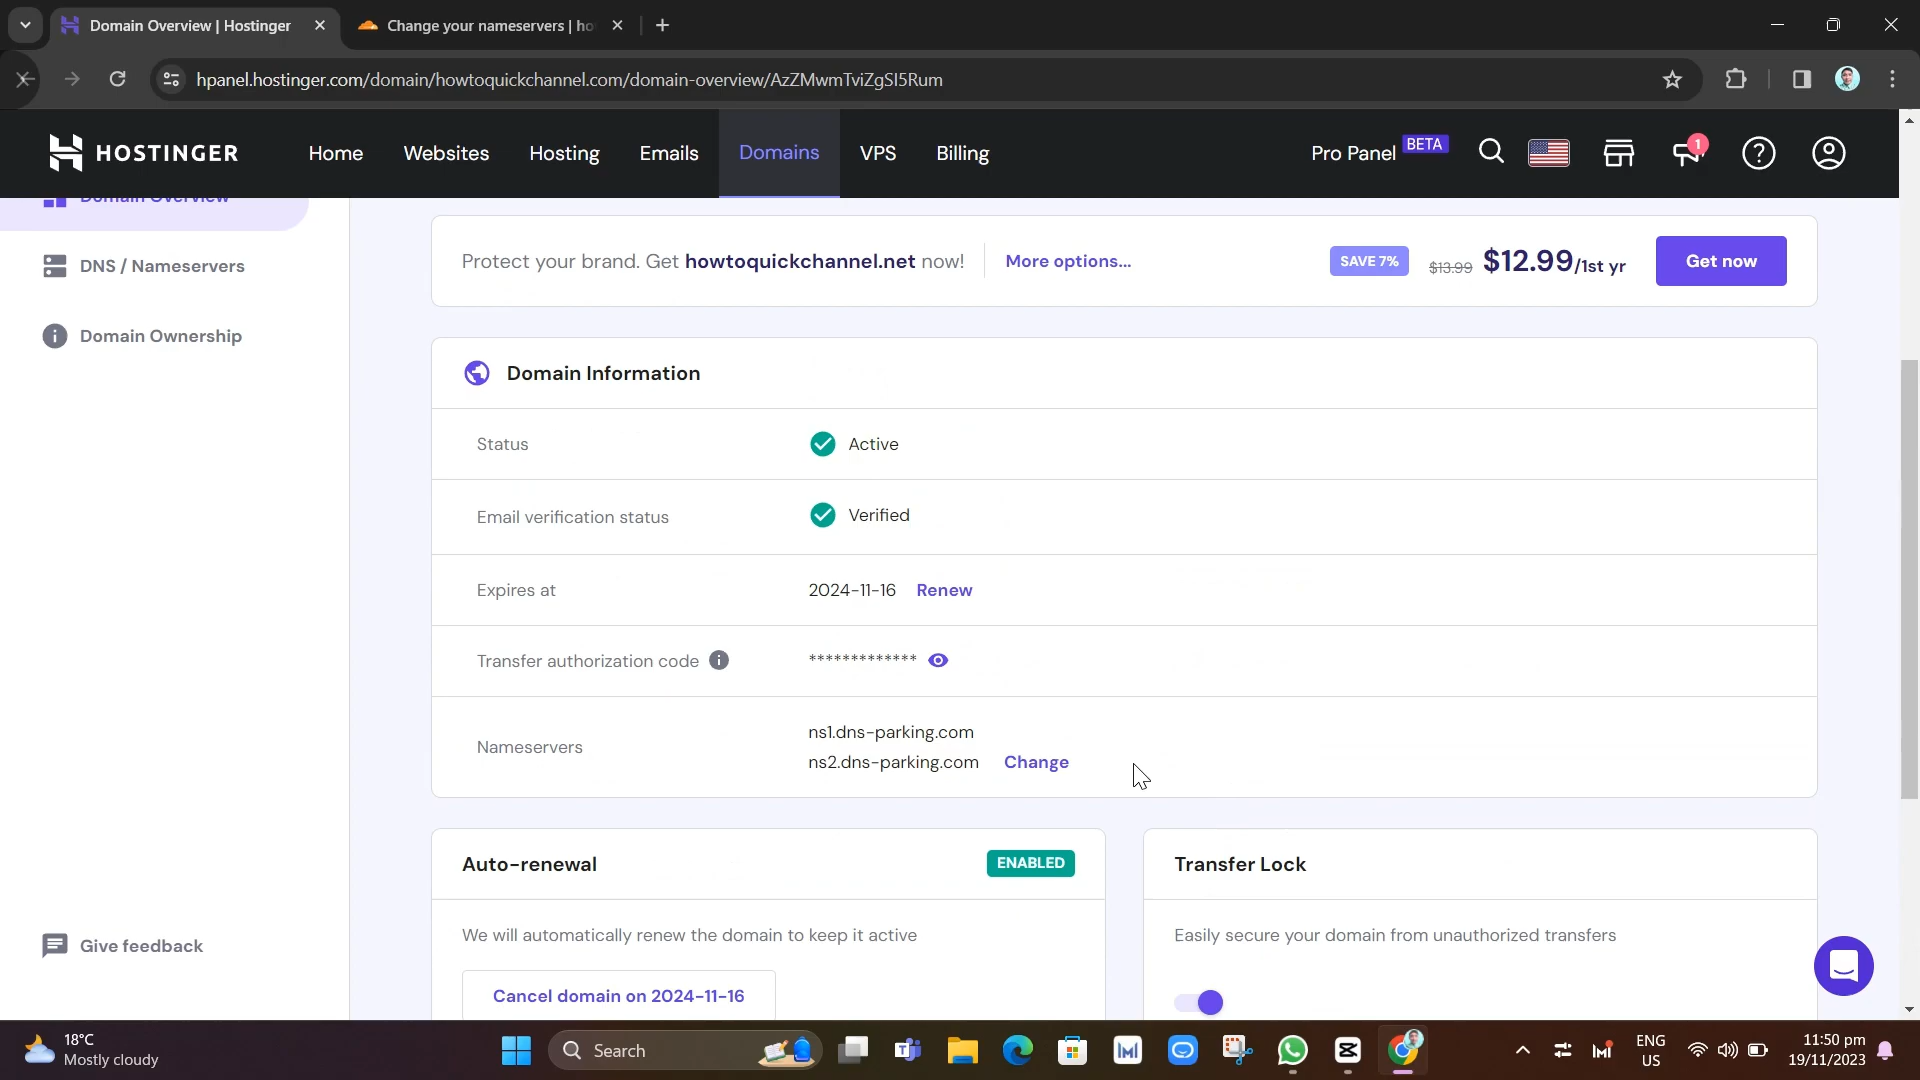 Domain Overview | Hostinger
Change your nameservers | ho
hpanel.hostinger.com/domain/howtoquickchannel.com/domain-overview/AzZMwmTviZgSI5Rum
HOSTINGER
Home
Websites
Hosting
Emails
Domains
VPS
Billing
Pro Panel
BETA
1
Domain Overview
DNS / Nameservers
Domain Ownership
Give feedback
Protect your brand. Get howtoquickchannel.net now!
More options...
SAVE 7%
$13.99
$12.99/1st yr
Get now
Domain Information
Status
Active
Email verification status
Verified
Expires at
2024-11-16
Renew
Transfer authorization code
*************
Nameservers
ns1.dns-parking.com
ns2.dns-parking.com
Change
Auto-renewal
ENABLED
We will automatically renew the domain to keep it active
Cancel domain on 2024-11-16
Transfer Lock
Easily secure your domain from unauthorized transfers
18°C
Mostly cloudy
Search
ENG
US
11:50 pm
19/11/2023